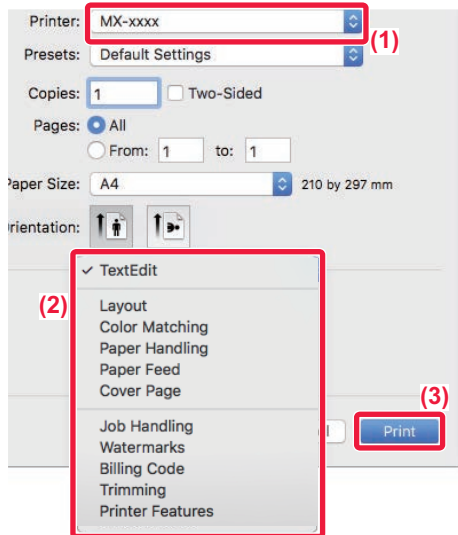 Printer: MX-xxxx
(1)
Presets: Default Settings
Copies: 1 Two-Sided
Pages: All
From: 1 to: 1
Paper Size: A4 210 by 297 mm
rientation:
✓ TextEdit
(2)
Layout
Color Matching
Paper Handling
Paper Feed
Cover Page
(3)
Job Handling
Print
Watermarks
Billing Code
Trimming
Printer Features